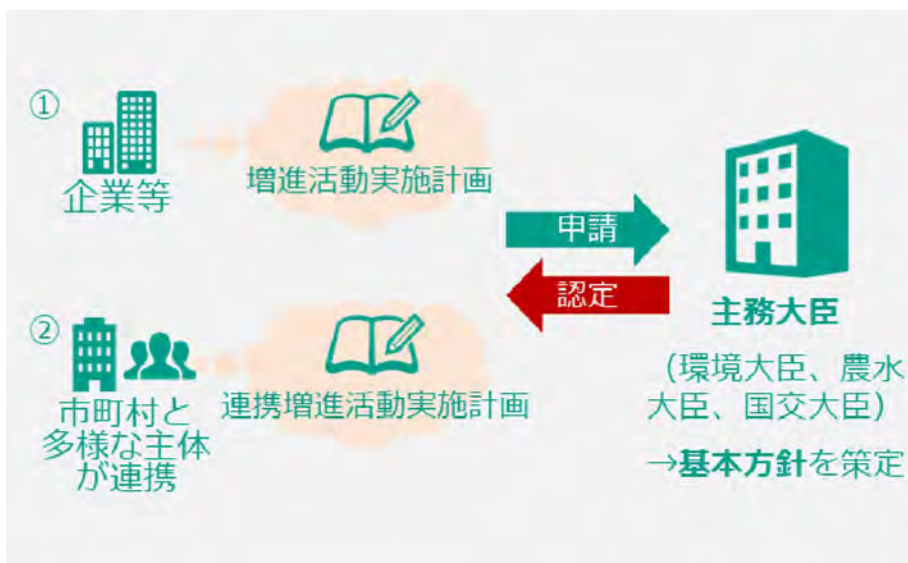 ①
企業等
増進活動実施計画
申請
認定
②
市町村と
多様な主体
が連携
連携増進活動実施計画
主務大臣
（環境大臣、農水
大臣、国交大臣）
→基本方針を策定